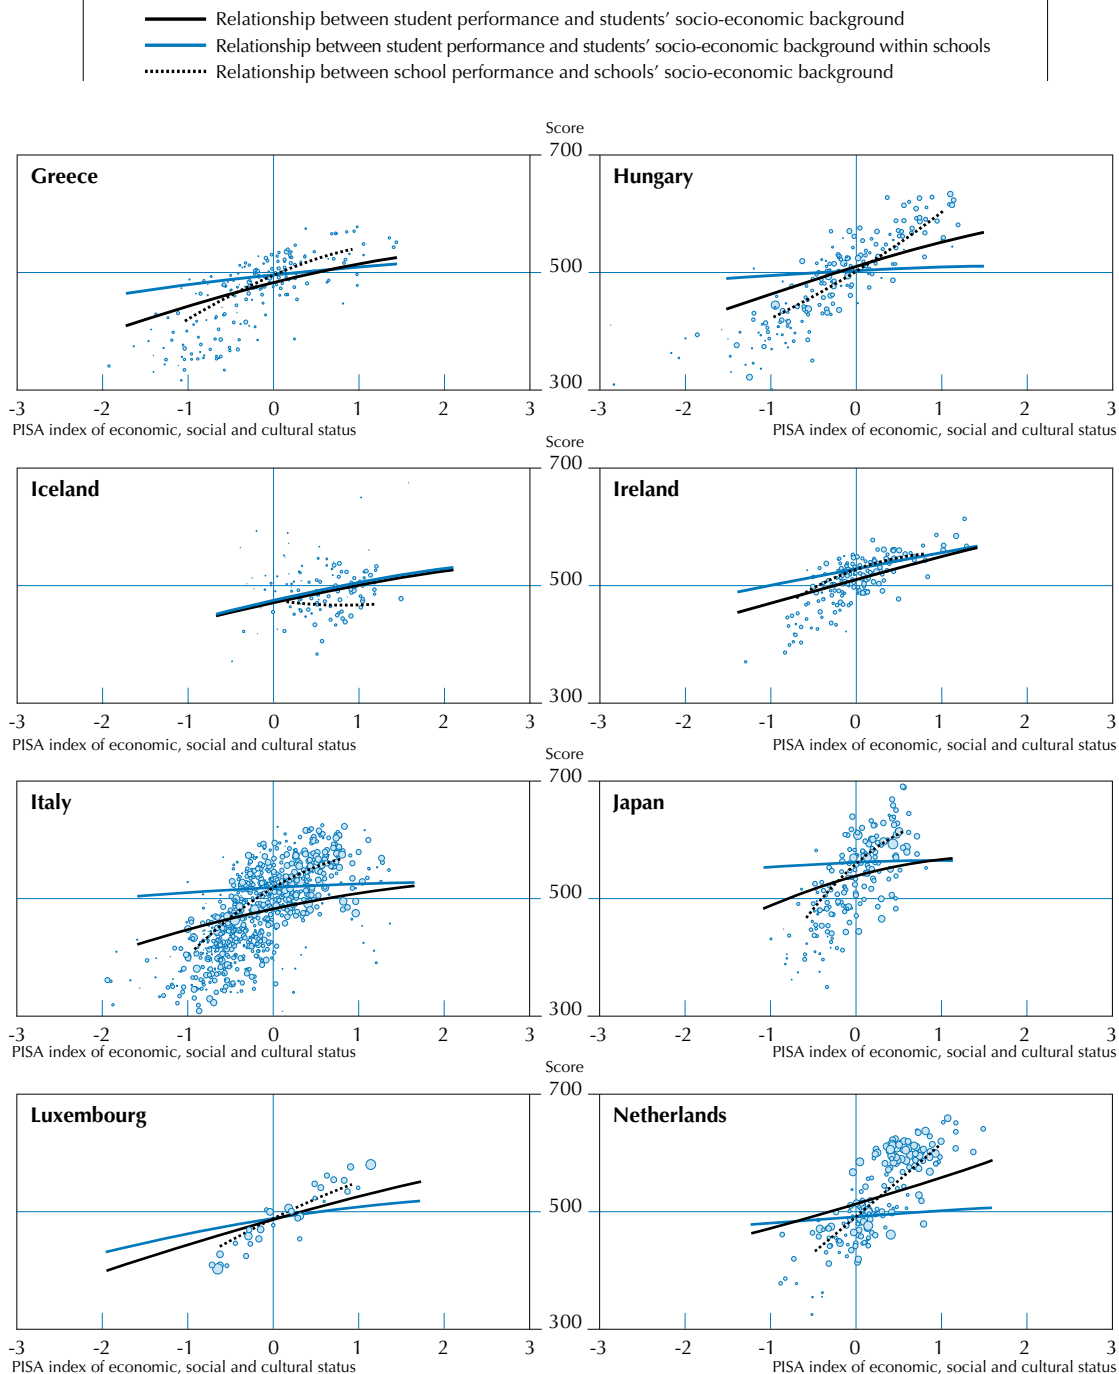 Relationship between student performance and students' socio-economic background
Relationship between student performance and students' socio-economic background within schools
Relationship between school performance and schools' socio-economic background
Score
700
Greece
Hungary
500
300
-3 -2 -1 0 1 2 3 -3 -2 -1 0 1 2 3
PISA index of economic, social and cultural status PISA index of economic, social and cultural status
Score
700
Iceland
Ireland
500
300
-3 -2 -1 0 1 2 3 -3 -2 -1 0 1 2 3
PISA index of economic, social and cultural status PISA index of economic, social and cultural status
Score
700
Italy
Japan
500
300
-3 -2 -1 0 1 2 3 -3 -2 -1 0 1 2 3
PISA index of economic, social and cultural status PISA index of economic, social and cultural status
Score
700
Luxembourg
Netherlands
500
300
-3 -2 -1 0 1 2 3 -3 -2 -1 0 1 2 3
PISA index of economic, social and cultural status PISA index of economic, social and cultural status